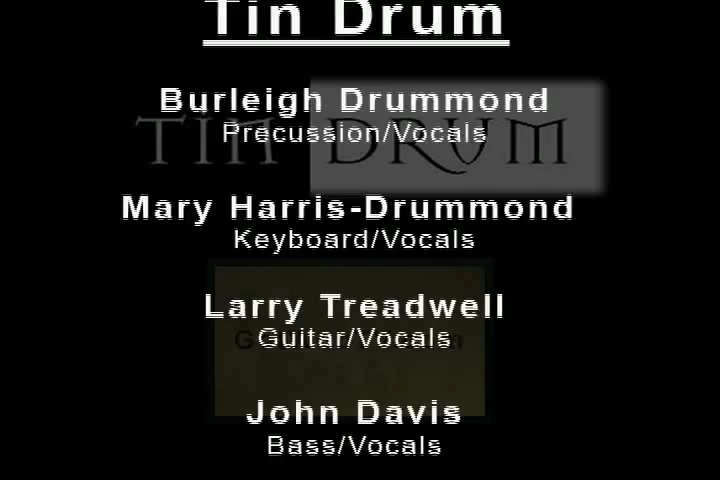 Tin Drum
Burleigh Drummond
Precussion/Vocals
TIN DRUM
Mary Harris-Drummond
Keyboard/Vocals
Larry Treadwell
Guitar/Vocals
John Davis
Bass/Vocals